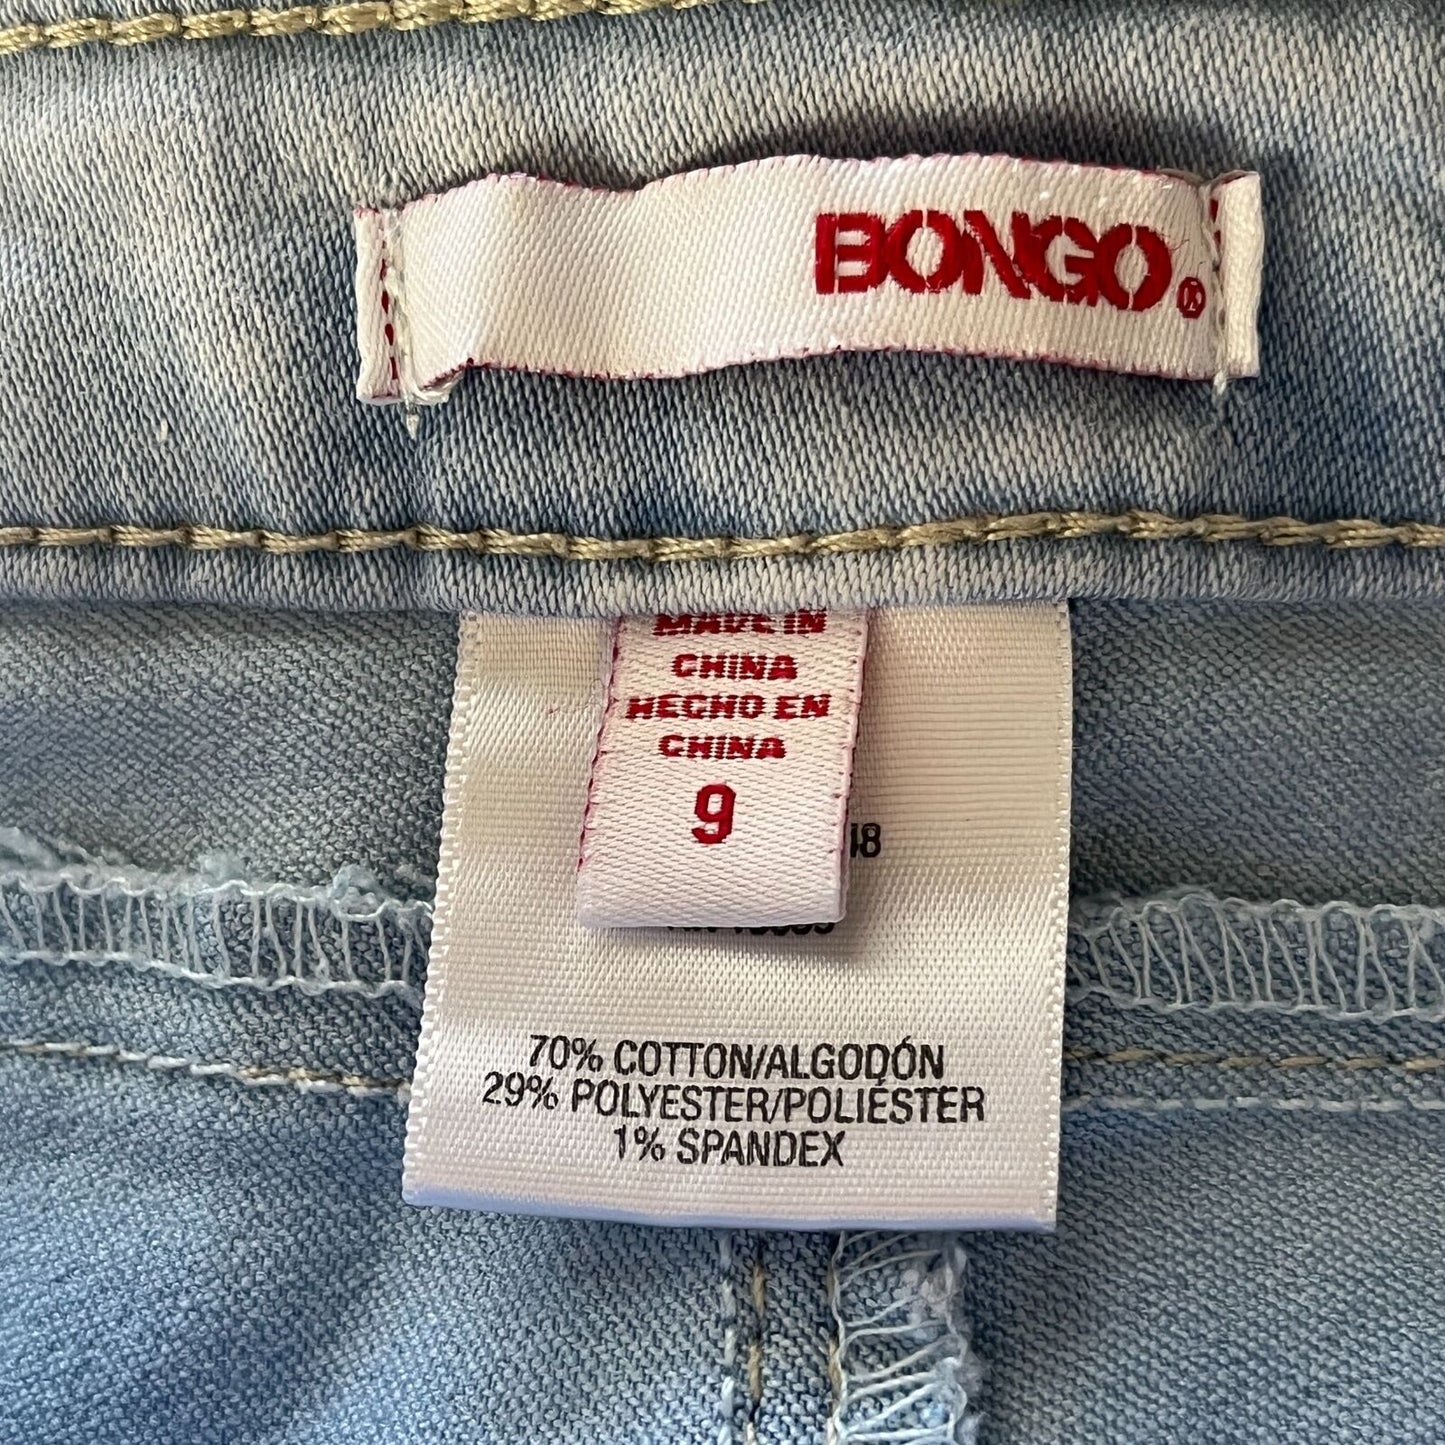 BONGO®
MADE IN
CHINA
HECHO EN
CHINA
9
70% COTTON/ALGODÓN
29% POLYESTER/POLIÉSTER
1% SPANDEX